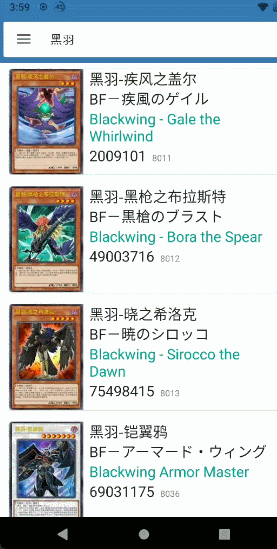 3:59
黑羽
黑羽-疾风之盖尔
BF－疾風のゲイル
Blackwing - Gale the
Whirlwind
2009101 8011
黑羽-黑枪之布拉斯特
BF－黒槍のブラスト
Blackwing - Bora the Spear
49003716 8012
黑羽-晓之希洛克
BF－暁のシロッコ
Blackwing - Sirocco the
Dawn
75498415 8013
黑羽-铠翼鸦
BF－アーマード・ウィング
Blackwing Armor Master
69031175 8036